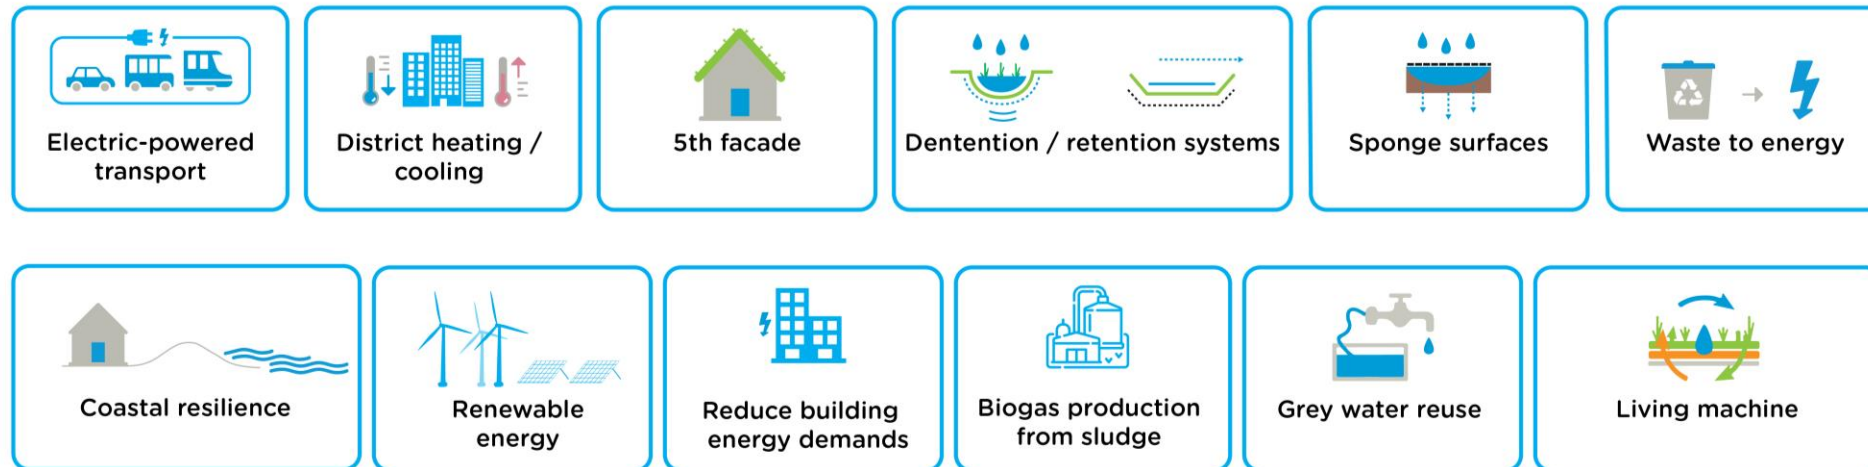 Electric-powered
transport
District heating /
cooling
5th facade
Dentention / retention systems
Sponge surfaces
Waste to energy
Coastal resilience
Renewable
energy
Reduce building
energy demands
Biogas production
from sludge
Grey water reuse
Living machine